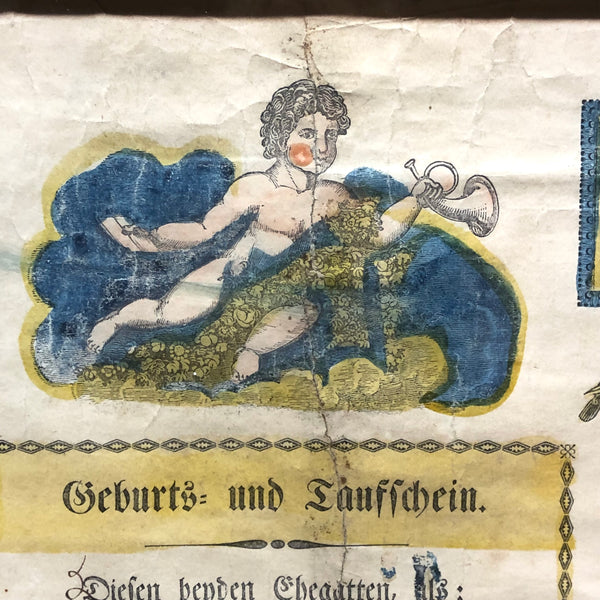 Geburts= und Taufschein.
Diesen beyden Ehegatten, als: